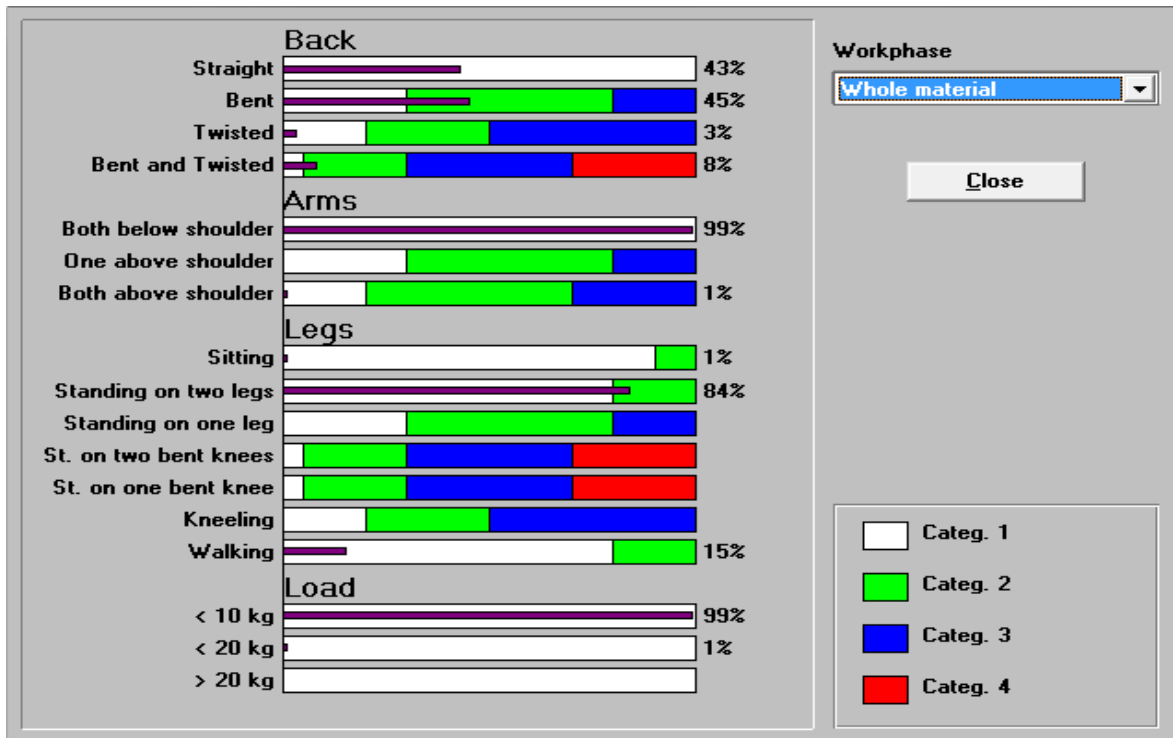 Back
Straight 43%
Bent 45%
Twisted 3%
Bent and Twisted 8%
Arms
Both below shoulder 99%
One above shoulder
Both above shoulder 1%
Legs
Sitting 1%
Standing on two legs 84%
Standing on one leg
St. on two bent knees
St. on one bent knee
Kneeling
Walking 15%
Load
< 10 kg 99%
< 20 kg 1%
> 20 kg
Workphase
Whole material
Close
Categ. 1
Categ. 2
Categ. 3
Categ. 4